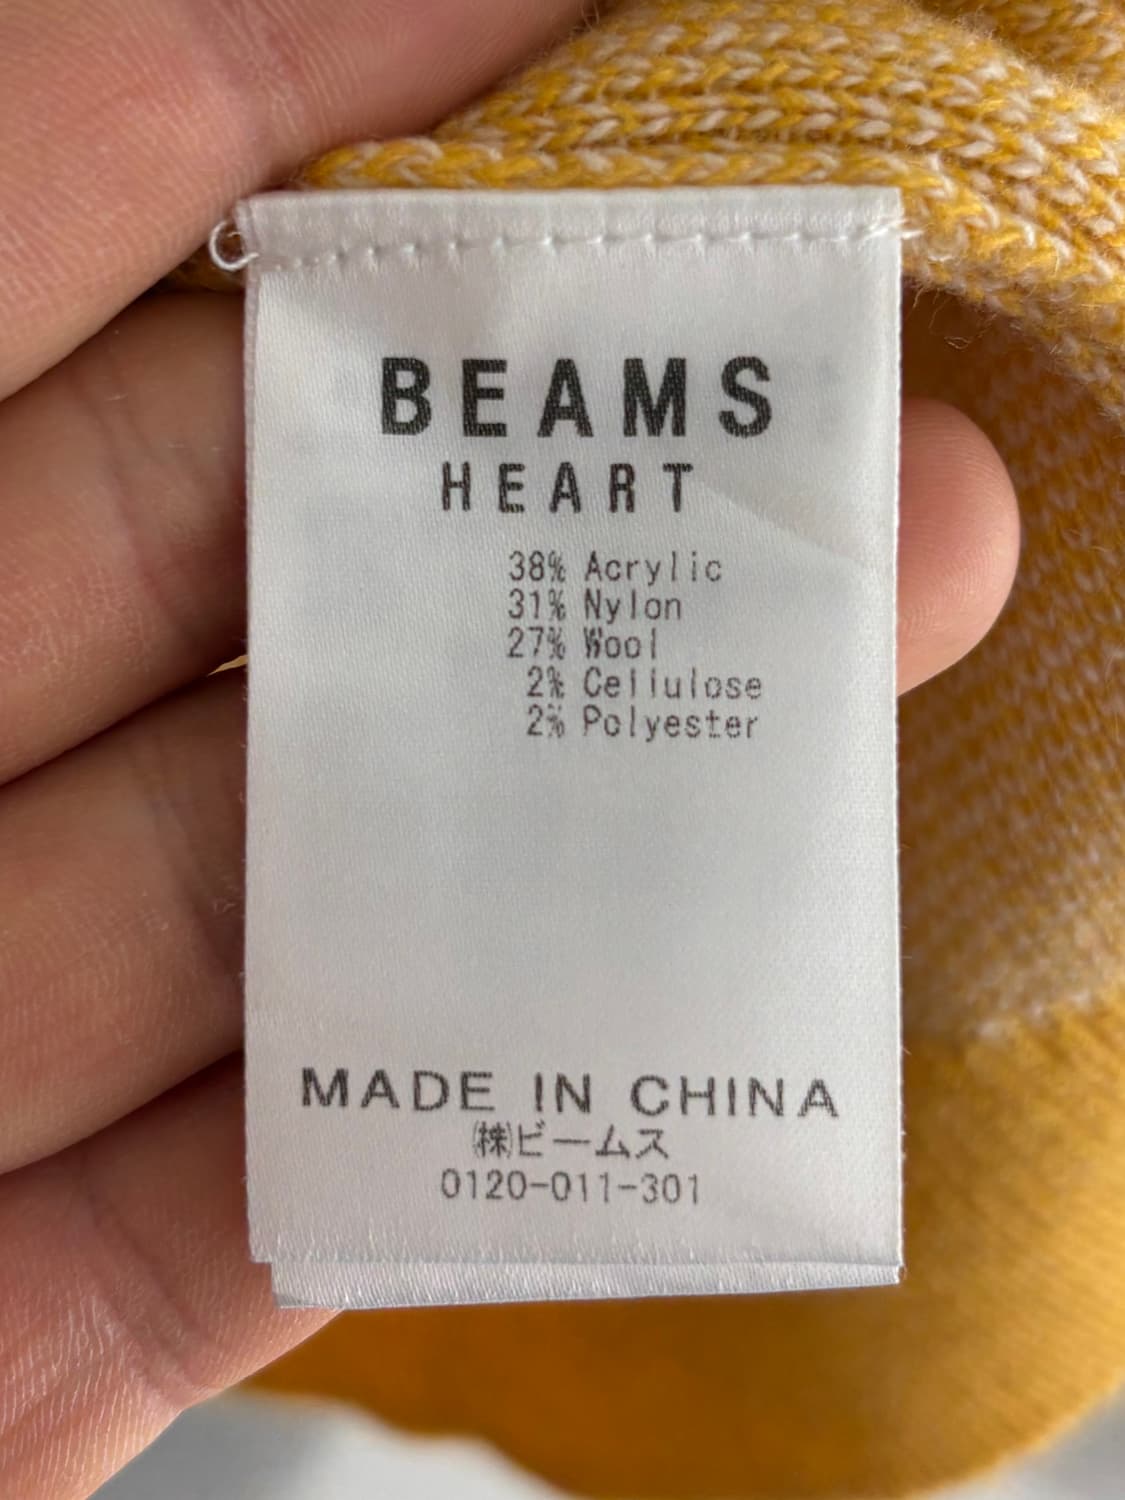 BEAMS
HEART
38% Acrylic
31% Nylon
27% Wool
2% Cellulose
2% Polyester
MADE IN CHINA
㈱ビームス
0120-011-301